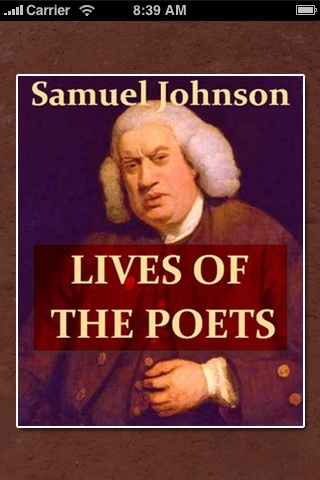 Carrier 8:39 AM
Samuel Johnson
LIVES OF
THE POETS